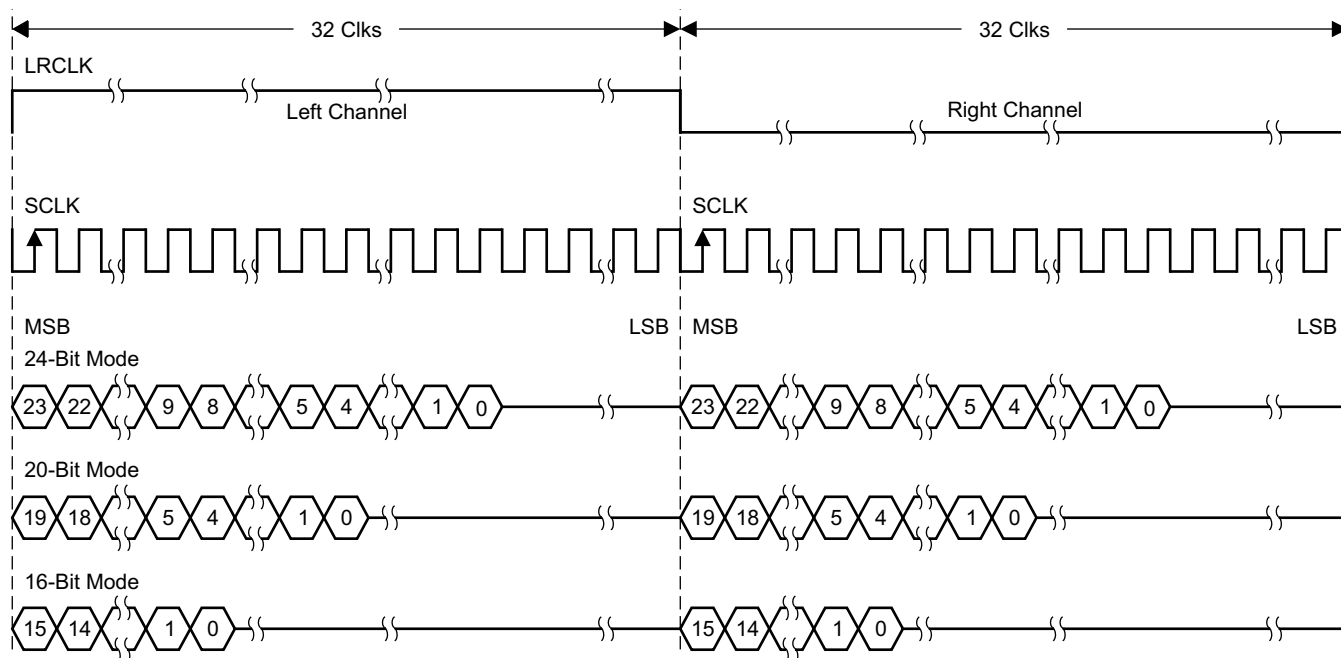 32 Clks 32 Clks
LRCLK
Left Channel Right Channel
SCLK SCLK
MSB LSB MSB LSB
24-Bit Mode
23 22 9 8 5 4 1 0 23 22 9 8 5 4 1 0
20-Bit Mode
19 18 5 4 1 0 19 18 5 4 1 0
16-Bit Mode
15 14 1 0 15 14 1 0